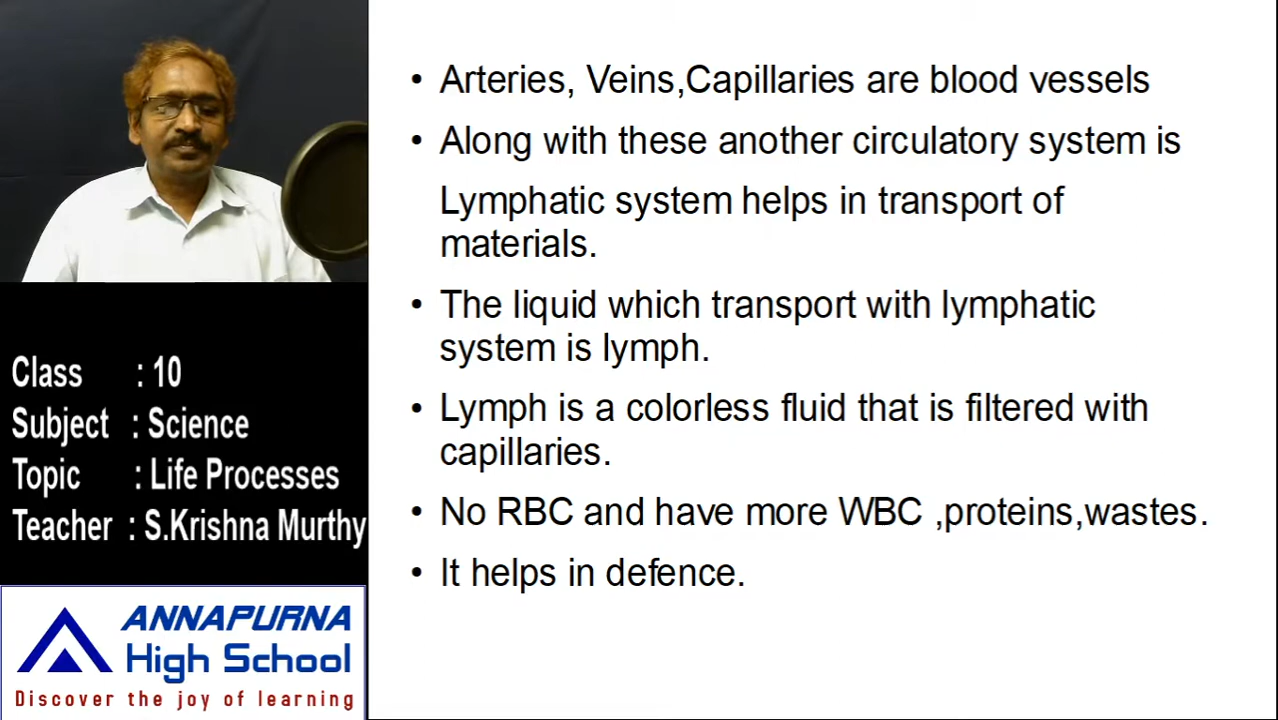 • Arteries, Veins,Capillaries are blood vessels
• Along with these another circulatory system is
Lymphatic system helps in transport of
materials.
• The liquid which transport with lymphatic
system is lymph.
• Lymph is a colorless fluid that is filtered with
capillaries.
• No RBC and have more WBC ,proteins,wastes.
• It helps in defence.
Class : 10
Subject : Science
Topic : Life Processes
Teacher : S.Krishna Murthy
ANNAPURNA
High School
Discover the joy of learning